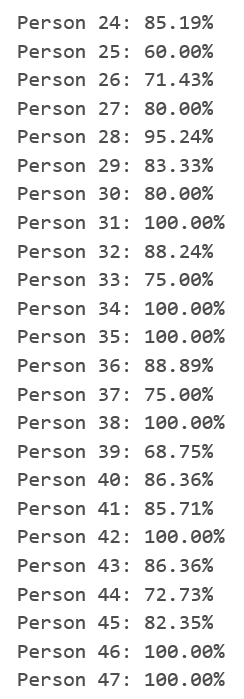 Person 24: 85.19%
Person 25: 60.00%
Person 26: 71.43%
Person 27: 80.00%
Person 28: 95.24%
Person 29: 83.33%
Person 30: 80.00%
Person 31: 100.00%
Person 32: 88.24%
Person 33: 75.00%
Person 34: 100.00%
Person 35: 100.00%
Person 36: 88.89%
Person 37: 75.00%
Person 38: 100.00%
Person 39: 68.75%
Person 40: 86.36%
Person 41: 85.71%
Person 42: 100.00%
Person 43: 86.36%
Person 44: 72.73%
Person 45: 82.35%
Person 46: 100.00%
Person 47: 100.00%